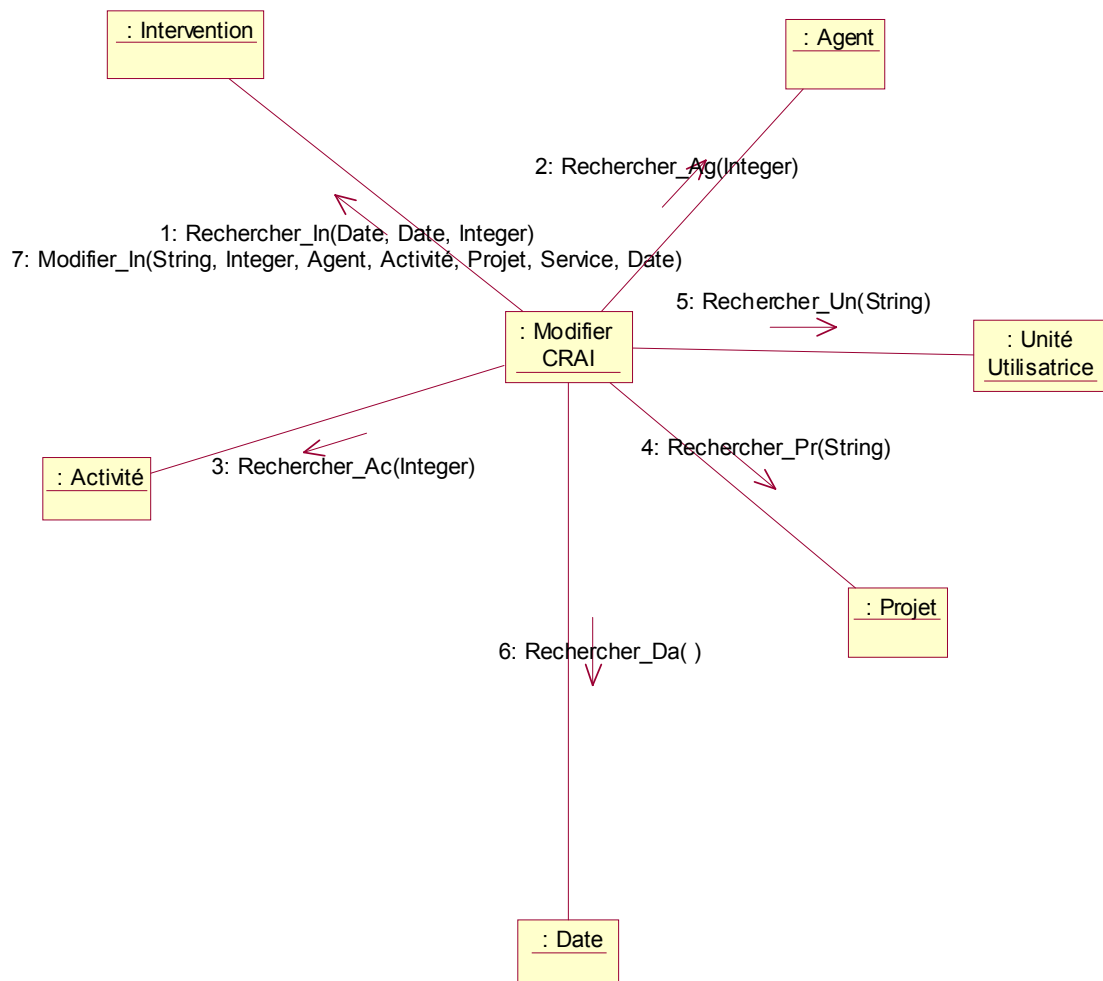 : Intervention
: Agent
2: Rechercher_Ag(Integer)
1: Rechercher_In(Date, Date, Integer)
7: Modifier_In(String, Integer, Agent, Activité, Projet, Service, Date)
5: Rechercher_Un(String)
: Modifier
CRAI
: Unité
Utilisatrice
4: Rechercher_Pr(String)
: Activité
3: Rechercher_Ac(Integer)
: Projet
6: Rechercher_Da( )
: Date